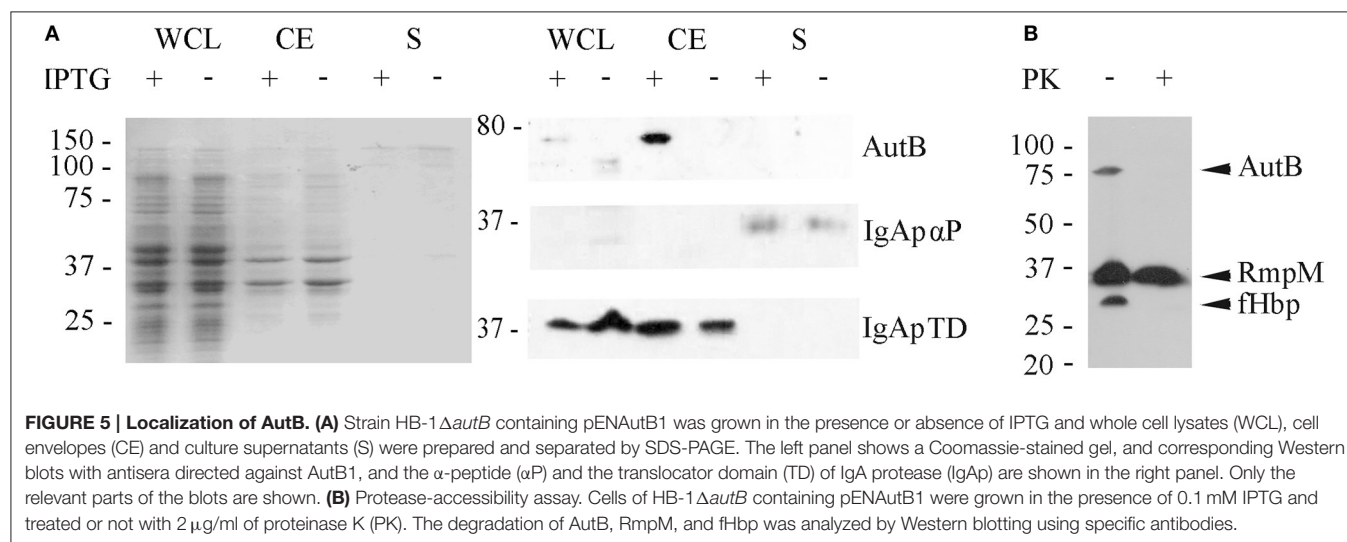 A
WCL CE S
IPTG + - + - + -
150 -
100 -
75 -
37 -
25 -
WCL CE S
+ - + - + -
80 -
AutB
37 -
IgAp αP
37 -
IgAp TD
B
PK - +
100 -
75 -
50 -
37 -
25 -
20 -
AutB
RmpM
fHbp
FIGURE 5 | Localization of AutB. (A) Strain HB-1ΔautB containing pENAutB1 was grown in the presence or absence of IPTG and whole cell lysates (WCL), cell
envelopes (CE) and culture supernatants (S) were prepared and separated by SDS-PAGE. The left panel shows a Coomassie-stained gel, and corresponding Western
blots with antisera directed against AutB1, and the α-peptide (αP) and the translocator domain (TD) of IgA protease (IgAp) are shown in the right panel. Only the
relevant parts of the blots are shown. (B) Protease-accessibility assay. Cells of HB-1ΔautB containing pENAutB1 were grown in the presence of 0.1 mM IPTG and
treated or not with 2 μg/ml of proteinase K (PK). The degradation of AutB, RmpM, and fHbp was analyzed by Western blotting using specific antibodies.